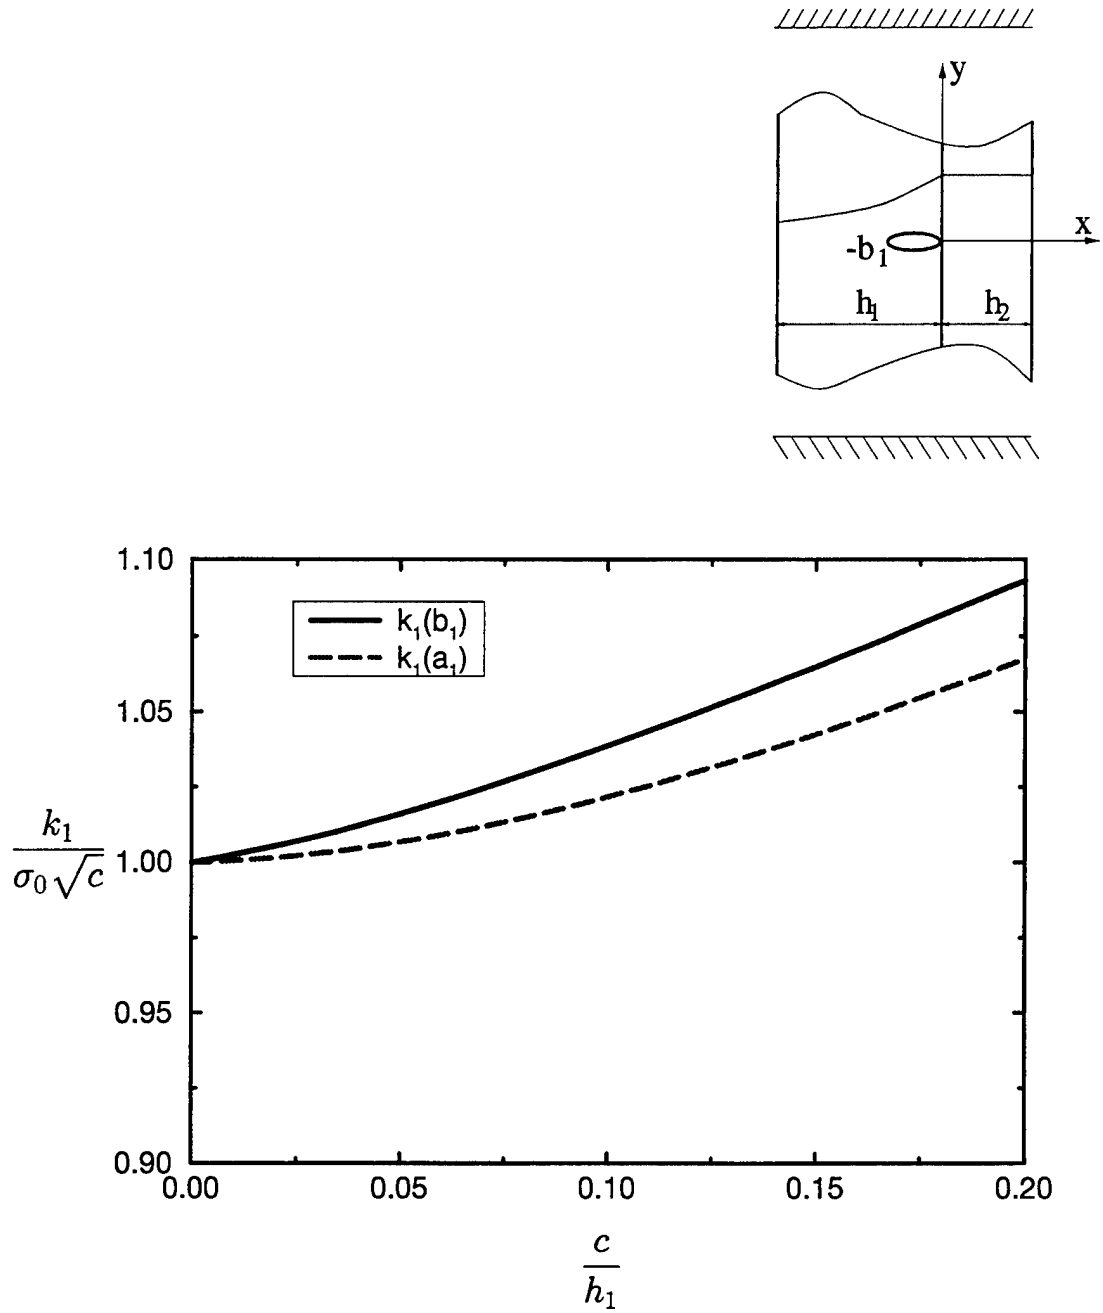 y
x
-b₁
h₁
h₂
1.10
k₁(b₁)
k₁(a₁)
1.05
k₁
σ₀√c
1.00
0.95
0.90
0.00 0.05 0.10 0.15 0.20
c
h₁